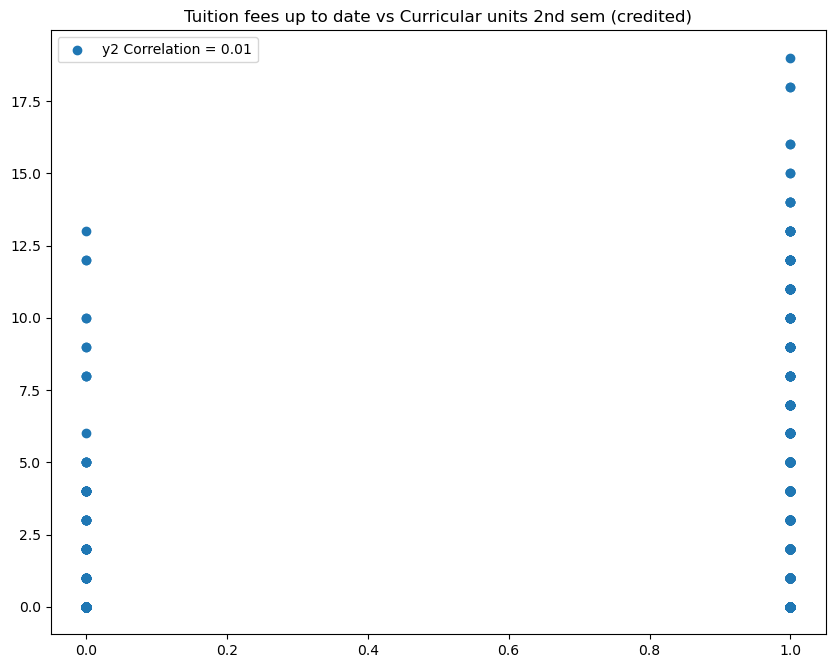 Tuition fees up to date vs Curricular units 2nd sem (credited)
y2 Correlation = 0.01
17.5
15.0
12.5
10.0
7.5
5.0
2.5
0.0
0.0 0.2 0.4 0.6 0.8 1.0